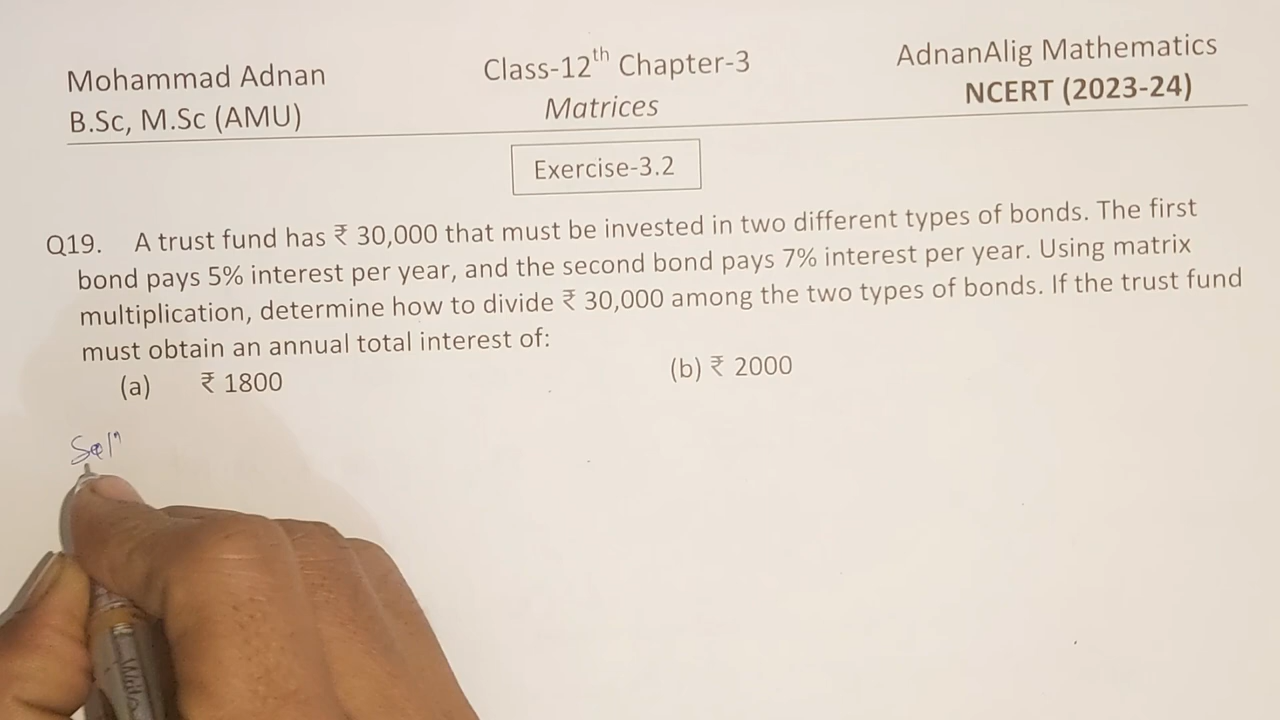 Mohammad Adnan
B.Sc, M.Sc (AMU)
Class-12th Chapter-3
Matrices
AdnanAlig Mathematics
NCERT (2023-24)
Exercise-3.2
Q19. A trust fund has ₹ 30,000 that must be invested in two different types of bonds. The first
bond pays 5% interest per year, and the second bond pays 7% interest per year. Using matrix
multiplication, determine how to divide ₹ 30,000 among the two types of bonds. If the trust fund
must obtain an annual total interest of:
(a) ₹ 1800 (b) ₹ 2000
Solⁿ